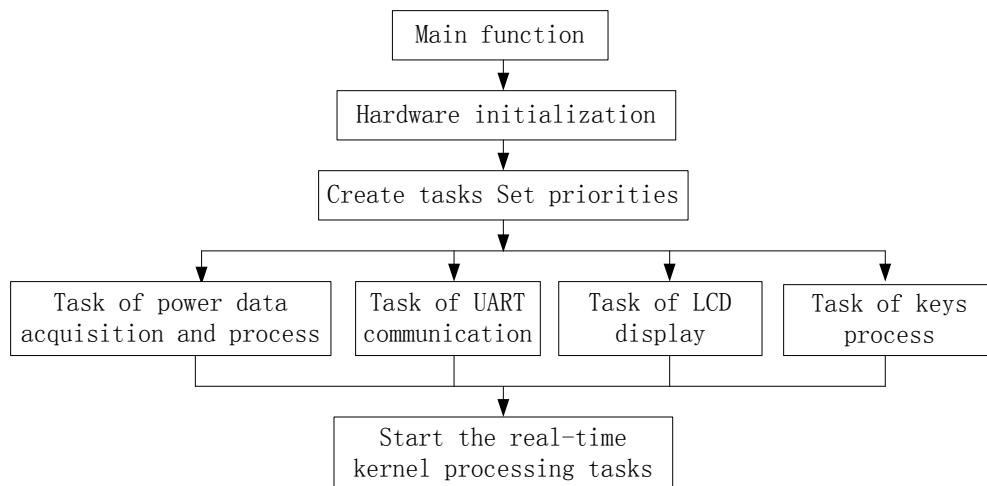 Main function
Hardware initialization
Create tasks Set priorities
Task of power data
acquisition and process
Task of UART
communication
Task of LCD
display
Task of keys
process
Start the real-time
kernel processing tasks